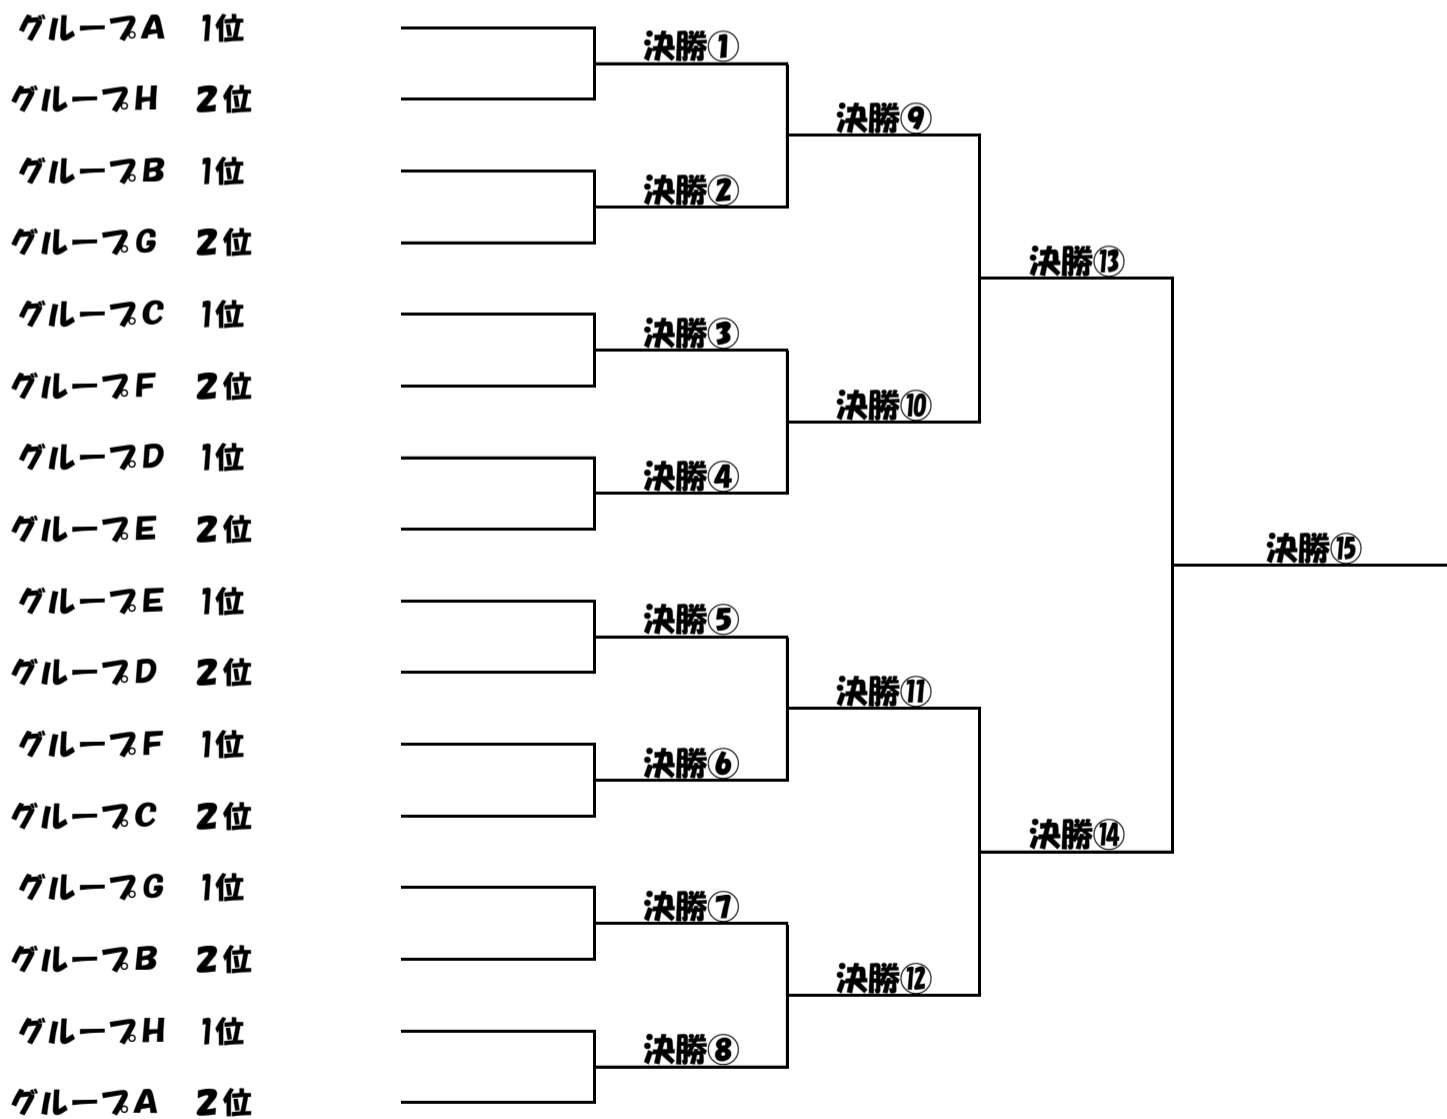 グループA 1位
決勝①
グループH 2位
決勝⑨
グループB 1位
決勝②
グループG 2位
決勝⑬
グループC 1位
決勝③
グループF 2位
決勝⑩
グループD 1位
決勝④
グループE 2位
決勝⑮
グループE 1位
決勝⑤
グループD 2位
決勝⑪
グループF 1位
決勝⑥
グループC 2位
決勝⑭
グループG 1位
決勝⑦
グループB 2位
決勝⑫
グループH 1位
決勝⑧
グループA 2位